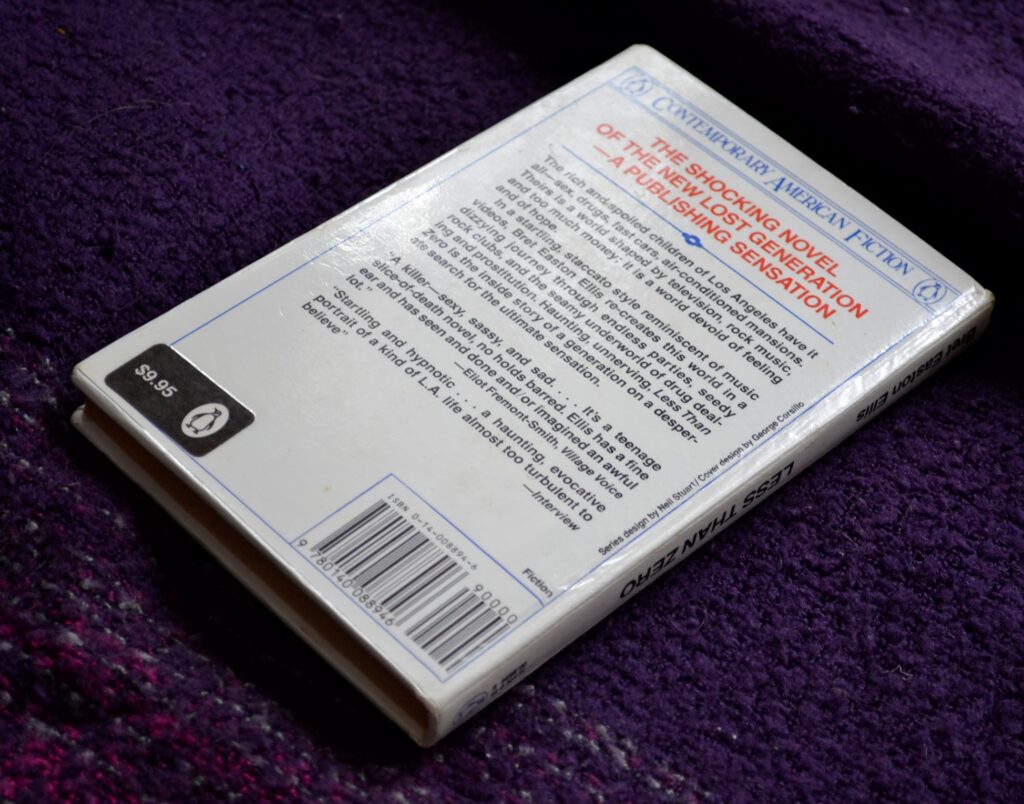 CONTEMPORARY AMERICAN FICTION
THE SHOCKING NOVEL
OF THE NEW LOST GENERATION
—A PUBLISHING SENSATION
The rich and spoiled children of Los Angeles have it
all—sex, drugs, fast cars, air-conditioned mansions.
Theirs is a world shaped by television, rock music,
and too much money: it is a world devoid of feeling
and of hope.
In a startling, staccato style reminiscent of music
videos, Bret Easton Ellis re-creates this world in a
dizzying journey through endless parties, seedy
rock clubs, and the seamy underworld of drug deal-
ing and prostitution. Haunting, unnerving, Less Than
Zero is the inside story of a generation on a desper-
ate search for the ultimate sensation.
"A killer—sexy, sassy, and sad. . . . It's a teenage
slice-of-death novel, no holds barred. Ellis has a fine
ear and has seen and done and/or imagined an awful
lot."
—Eliot Fremont-Smith, Village Voice
"Startling and hypnotic . . . a haunting, evocative
portrait of a kind of L.A. life almost too turbulent to
believe"
—Interview
Series design by Neil Stuart/Cover design by George Corsillo
Fiction
ISBN 0-14-008894-6
90000
9 780140 088946
$9.95
Bret Easton Ellis
LESS THAN ZERO